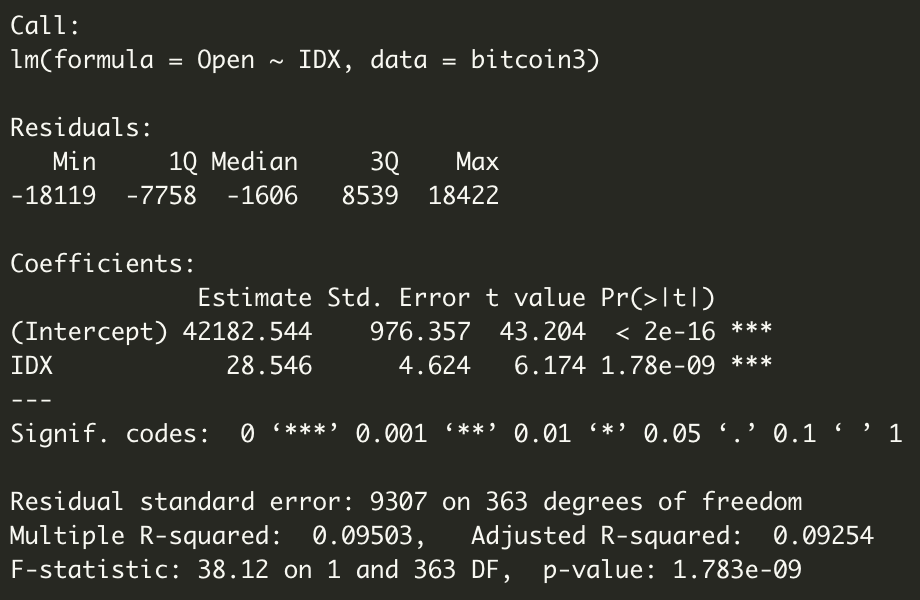 Call:
lm(formula = Open ~ IDX, data = bitcoin3)

Residuals:
   Min     1Q Median     3Q    Max
-18119  -7758  -1606   8539  18422

Coefficients:
             Estimate Std. Error t value Pr(>|t|)
(Intercept) 42182.544    976.357  43.204  < 2e-16 ***
IDX            28.546      4.624   6.174 1.78e-09 ***
---
Signif. codes:  0 ‘***’ 0.001 ‘**’ 0.01 ‘*’ 0.05 ‘.’ 0.1 ‘ ’ 1

Residual standard error: 9307 on 363 degrees of freedom
Multiple R-squared:  0.09503,	Adjusted R-squared:  0.09254
F-statistic: 38.12 on 1 and 363 DF,  p-value: 1.783e-09